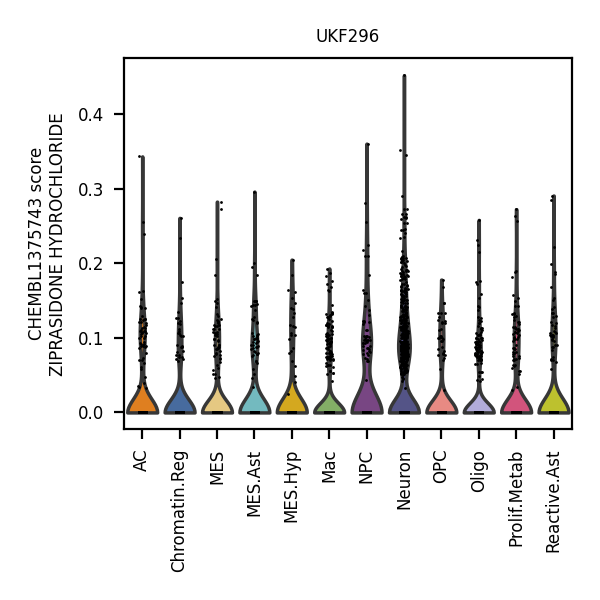 UKF296
CHEMBL1375743 score
ZIPRASIDONE HYDROCHLORIDE
0.4
0.3
0.2
0.1
0.0
AC
Chromatin.Reg
MES
MES.Ast
MES.Hyp
Mac
NPC
Neuron
OPC
Oligo
Prolif.Metab
Reactive.Ast